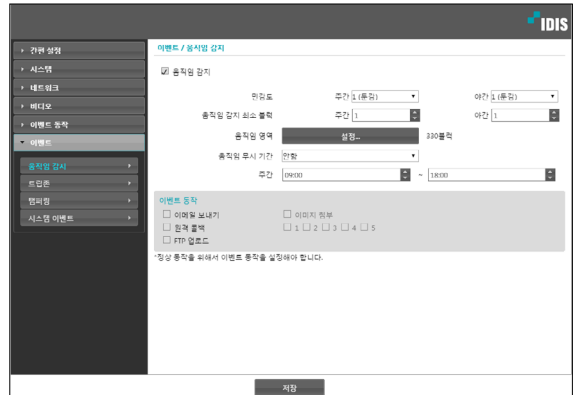 IDIS
간편 설정
시스템
네트워크
비디오
이벤트 동작
이벤트
움직임 감지
트립존
탬퍼링
시스템 이벤트
이벤트 / 움직임 감지
움직임 감지
민감도 주간 1 (둔감) 야간 1 (둔감)
움직임 감지 최소 블럭 주간 1 야간 1
움직임 영역 설정... 330블럭
움직임 무시 기간 안함
주간 09:00 ~ 18:00
이벤트 동작
이메일 보내기 이미지 첨부
원격 콜백 1 2 3 4 5
FTP 업로드
*정상 동작을 위해서 이벤트 동작을 설정해야 합니다.
저장